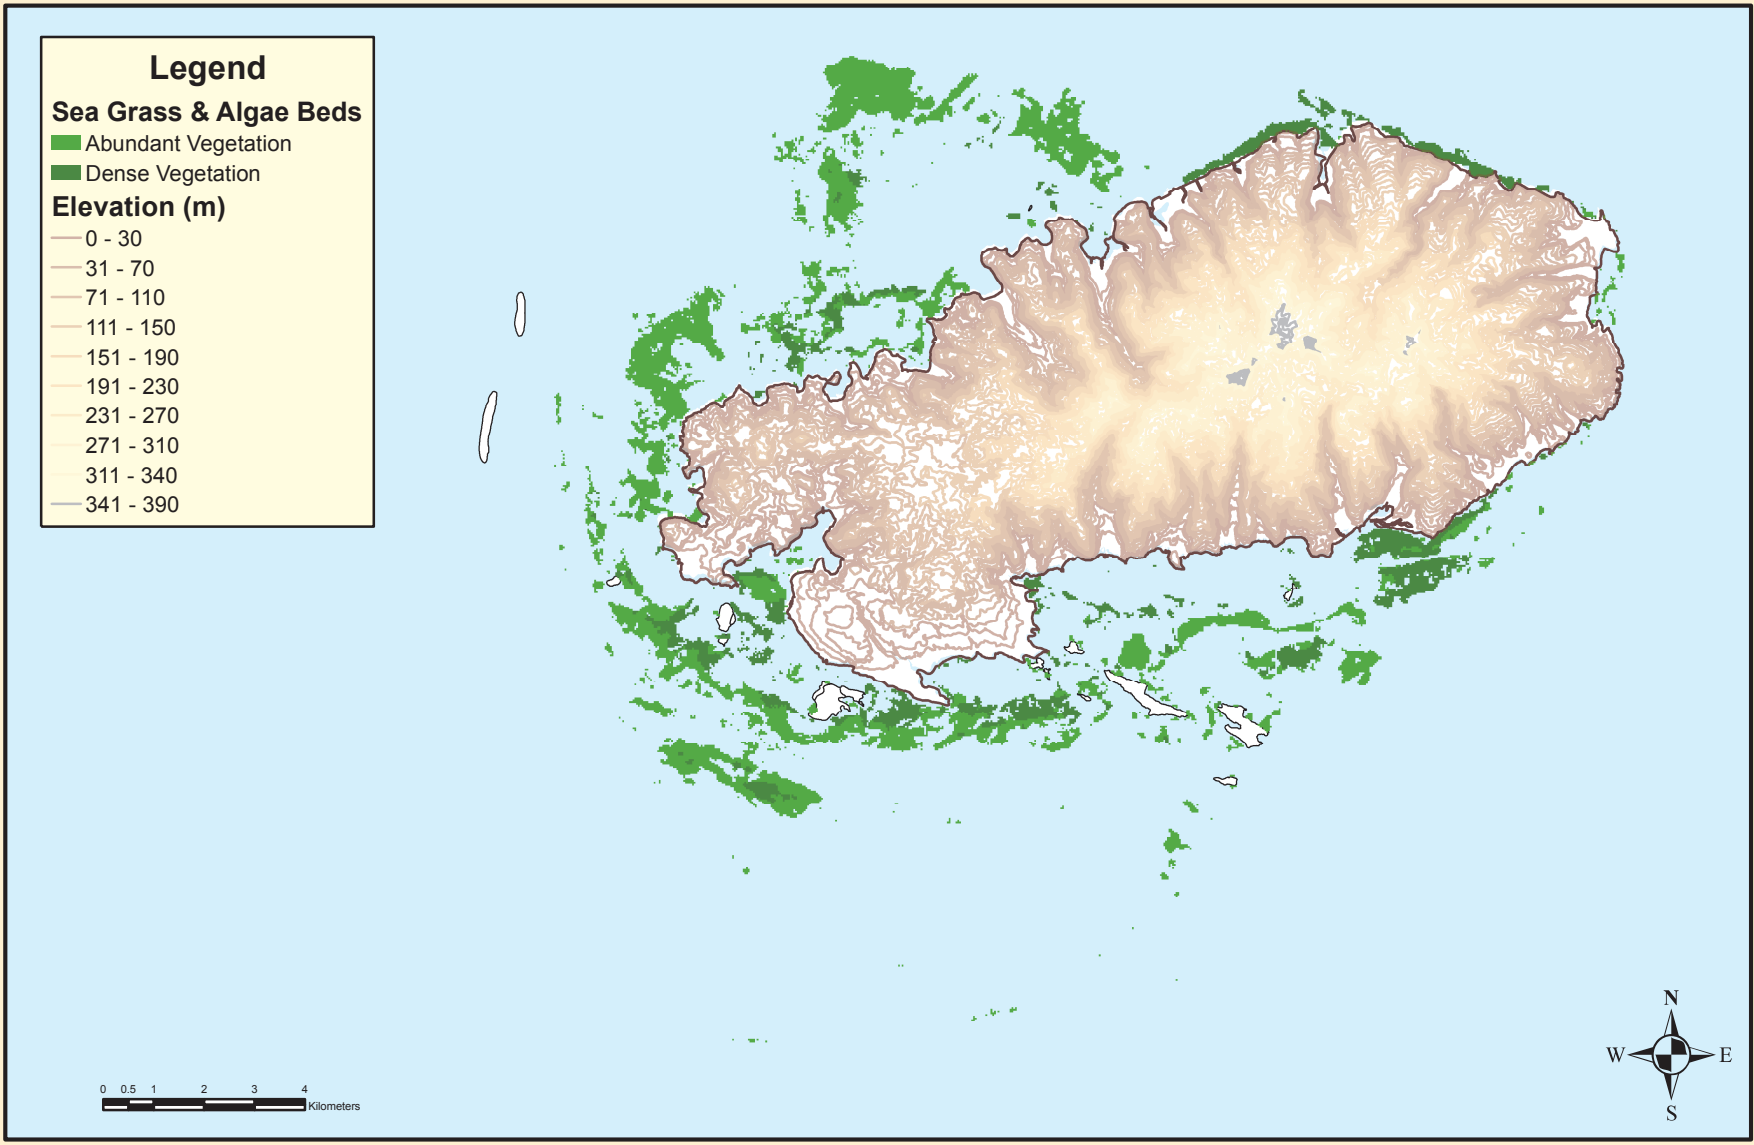 Legend
Sea Grass & Algae Beds
Abundant Vegetation
Dense Vegetation
Elevation (m)
0 - 30
31 - 70
71 - 110
111 - 150
151 - 190
191 - 230
231 - 270
271 - 310
311 - 340
341 - 390
N
W E
S
0 0.5 1 2 3 4
Kilometers